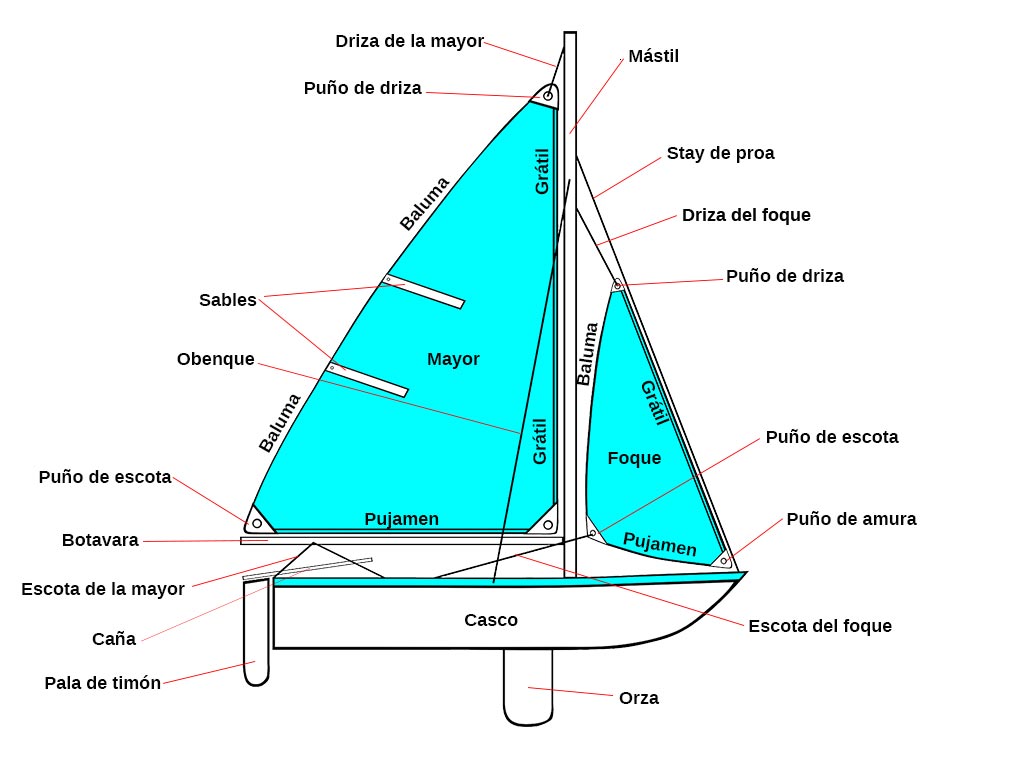 Driza de la mayor
Mástil
Puño de driza
Stay de proa
Grátil
Baluma
Driza del foque
Puño de driza
Sables
Baluma
Obenque
Mayor
Grátil
Baluma
Grátil
Puño de escota
Foque
Puño de escota
Pujamen
Puño de amura
Botavara
Pujamen
Escota de la mayor
Casco
Escota del foque
Caña
Pala de timón
Orza